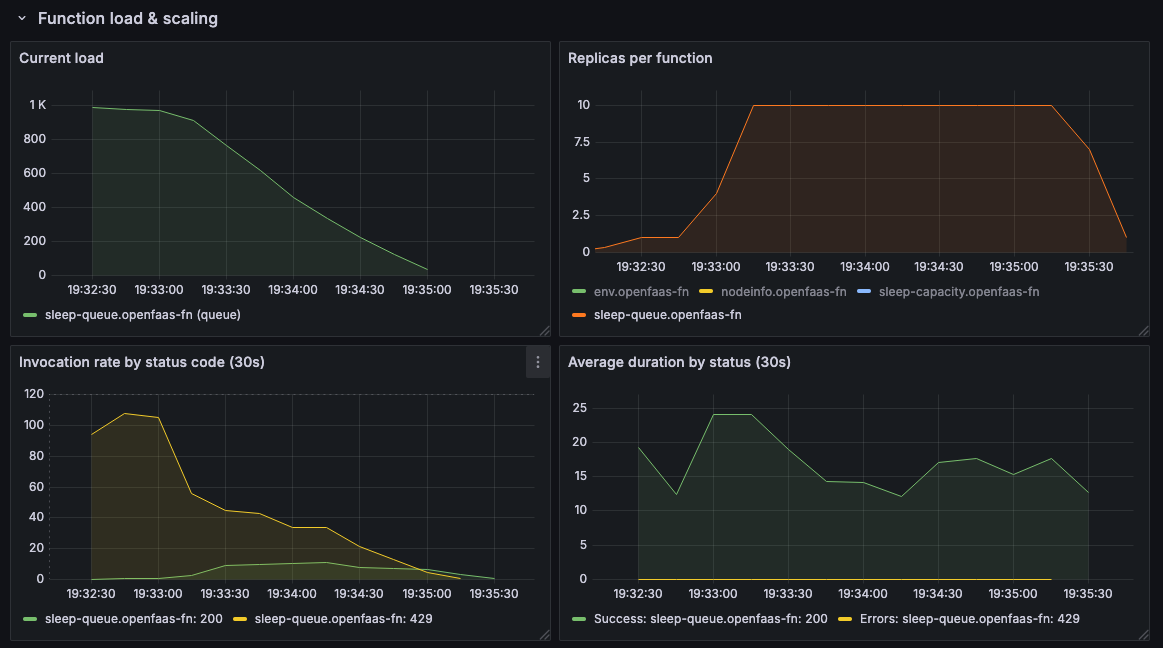 Function load & scaling
Current load
1 K
800
600
400
200
0
19:32:30 19:33:00 19:33:30 19:34:00 19:34:30 19:35:00 19:35:30
sleep-queue.openfaas-fn (queue)
Replicas per function
10
7.5
5
2.5
0
19:32:30 19:33:00 19:33:30 19:34:00 19:34:30 19:35:00 19:35:30
env.openfaas-fn nodeinfo.openfaas-fn sleep-capacity.openfaas-fn
sleep-queue.openfaas-fn
Invocation rate by status code (30s)
120
100
80
60
40
20
0
19:32:30 19:33:00 19:33:30 19:34:00 19:34:30 19:35:00 19:35:30
sleep-queue.openfaas-fn: 200 sleep-queue.openfaas-fn: 429
Average duration by status (30s)
25
20
15
10
5
0
19:32:30 19:33:00 19:33:30 19:34:00 19:34:30 19:35:00 19:35:30
Success: sleep-queue.openfaas-fn: 200 Errors: sleep-queue.openfaas-fn: 429